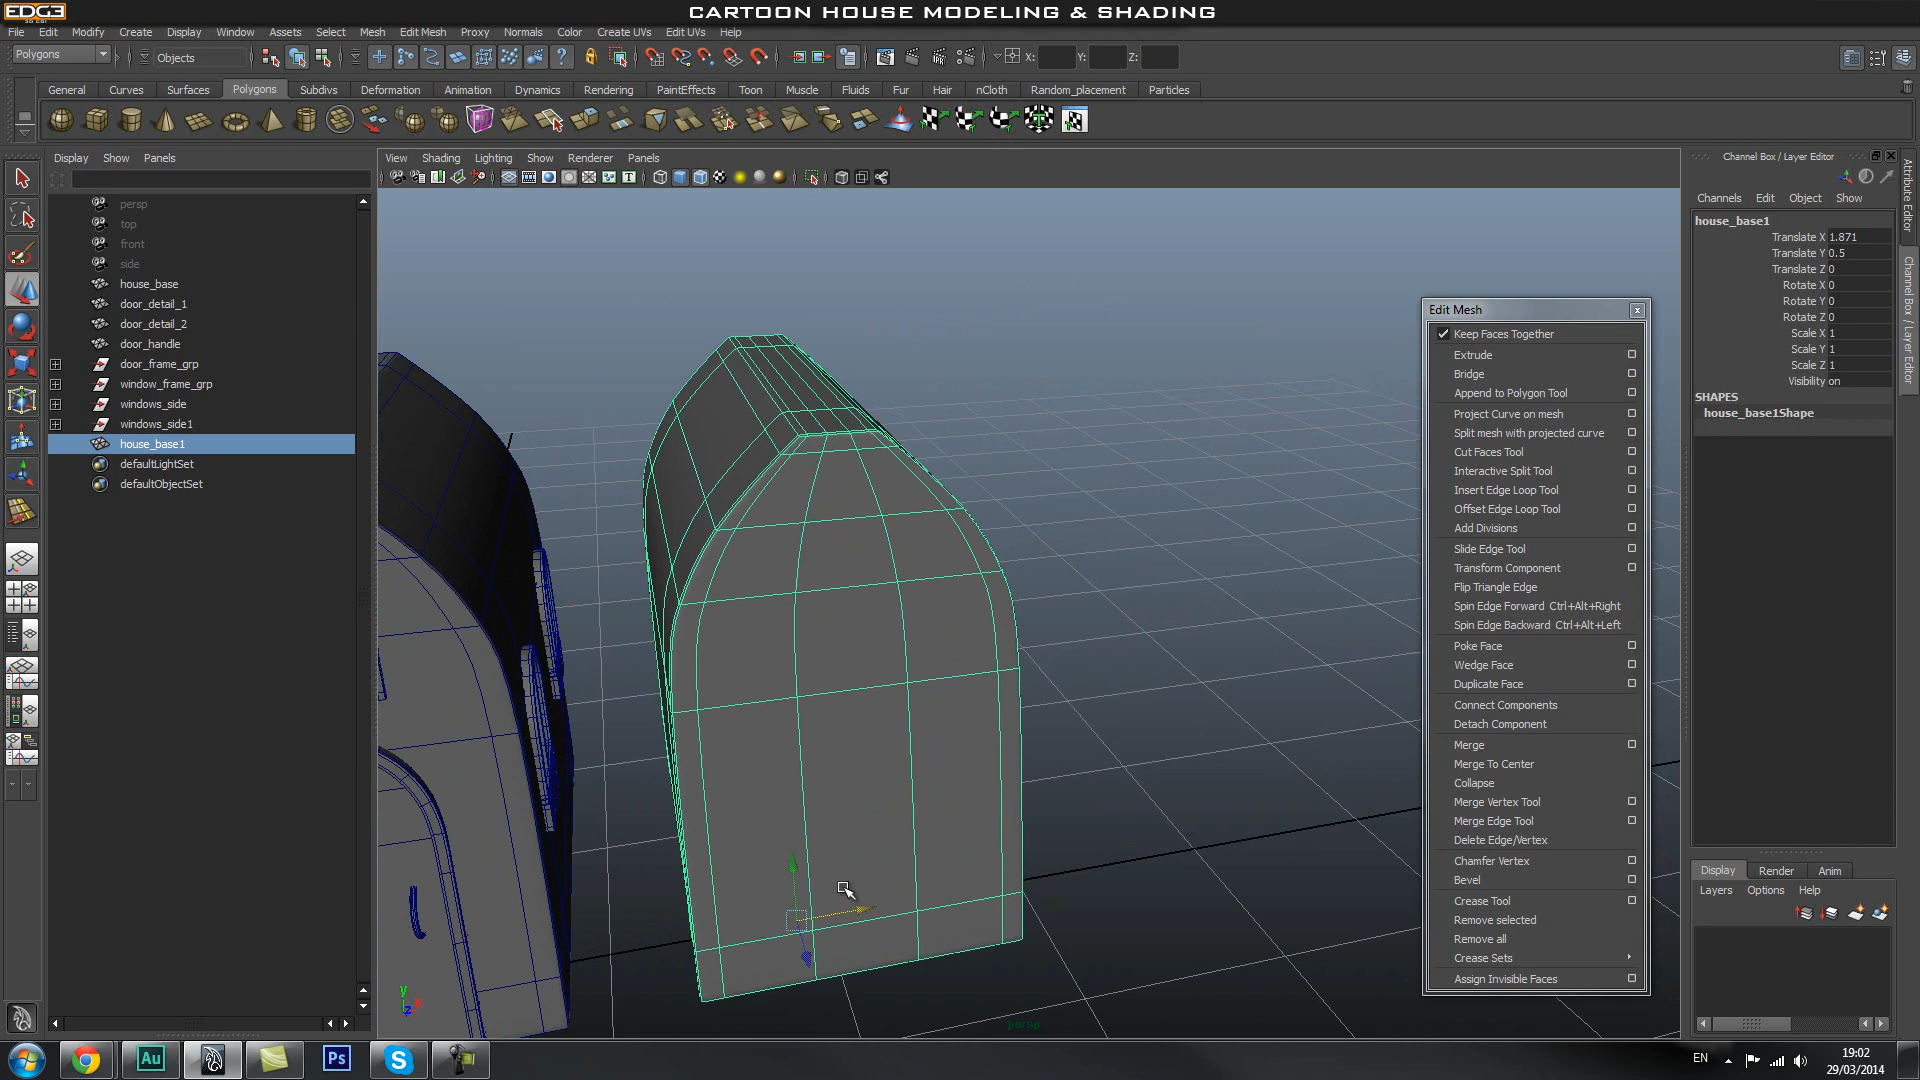 EDGE
CARTOON HOUSE MODELING & SHADING
File Edit Modify Create Display Window Assets Select Mesh Edit Mesh Proxy Normals Color Create UVs Edit UVs Help
Polygons Objects X: Y: Z:
General Curves Surfaces Polygons Subdivs Deformation Animation Dynamics Rendering PaintEffects Toon Muscle Fluids Fur Hair nCloth Random_placement Particles
Display Show Panels
View Shading Lighting Show Renderer Panels
Channel Box / Layer Editor
Channels Edit Object Show
persp
top
front
side
house_base
door_detail_1
door_detail_2
door_handle
door_frame_grp
window_frame_grp
windows_side
windows_side1
house_base1
defaultLightSet
defaultObjectSet
persp
Edit Mesh
Keep Faces Together
Extrude
Bridge
Append to Polygon Tool
Project Curve on mesh
Split mesh with projected curve
Cut Faces Tool
Interactive Split Tool
Insert Edge Loop Tool
Offset Edge Loop Tool
Add Divisions
Slide Edge Tool
Transform Component
Flip Triangle Edge
Spin Edge Forward Ctrl+Alt+Right
Spin Edge Backward Ctrl+Alt+Left
Poke Face
Wedge Face
Duplicate Face
Connect Components
Detach Component
Merge
Merge To Center
Collapse
Merge Vertex Tool
Merge Edge Tool
Delete Edge/Vertex
Chamfer Vertex
Bevel
Crease Tool
Remove selected
Remove all
Crease Sets
Assign Invisible Faces
house_base1
Translate X 1.871
Translate Y 0.5
Translate Z 0
Rotate X 0
Rotate Y 0
Rotate Z 0
Scale X 1
Scale Y 1
Scale Z 1
Visibility on
SHAPES
house_base1Shape
Attribute Editor
Channel Box / Layer Editor
Display Render Anim
Layers Options Help
y
z
Au
Ps
S
EN
19:02
29/03/2014